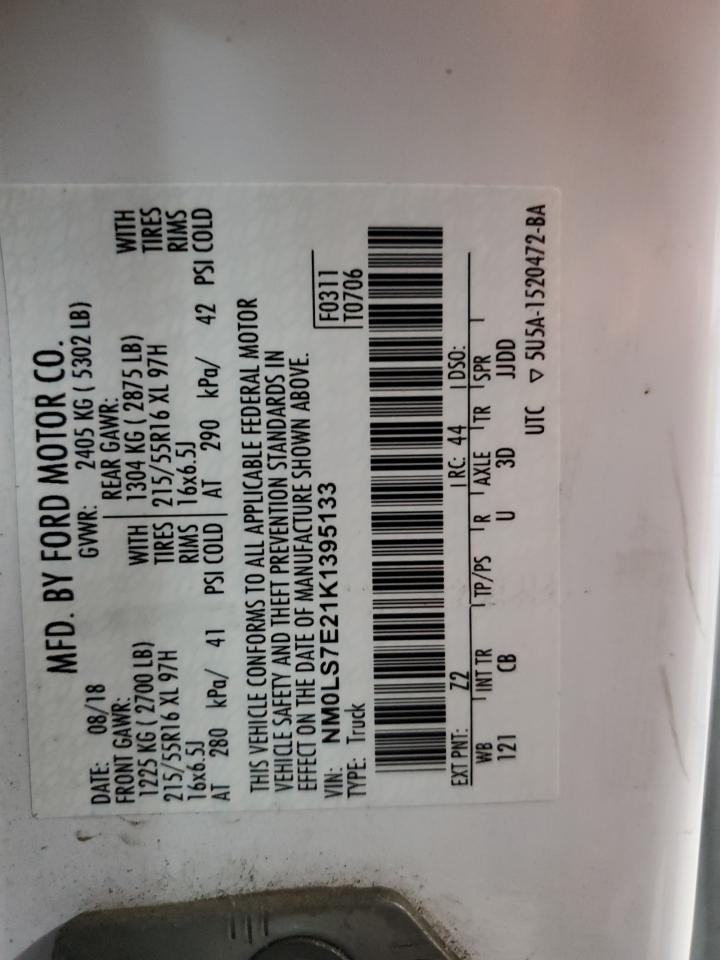 MFD. BY FORD MOTOR CO.
DATE: 08/18 GVWR: 2405 KG ( 5302 LB)
FRONT GAWR: REAR GAWR:
1225 KG ( 2700 LB) WITH 1304 KG ( 2875 LB) WITH
215/55R16 XL 97H TIRES 215/55R16 XL 97H TIRES
16x6.5J RIMS 16x6.5J RIMS
AT 280 kPa/ 41 PSI COLD AT 290 kPa/ 42 PSI COLD
THIS VEHICLE CONFORMS TO ALL APPLICABLE FEDERAL MOTOR
VEHICLE SAFETY AND THEFT PREVENTION STANDARDS IN
EFFECT ON THE DATE OF MANUFACTURE SHOWN ABOVE.
VIN: NM0LS7E21K1395133 F0311
TYPE: Truck T0706
EXT PNT: Z2 RC: 44 DSO:
WB INT TR TP/PS R AXLE TR SPR
121 CB U 3D JJDD
UTC ▽ 5U5A-1520472-BA